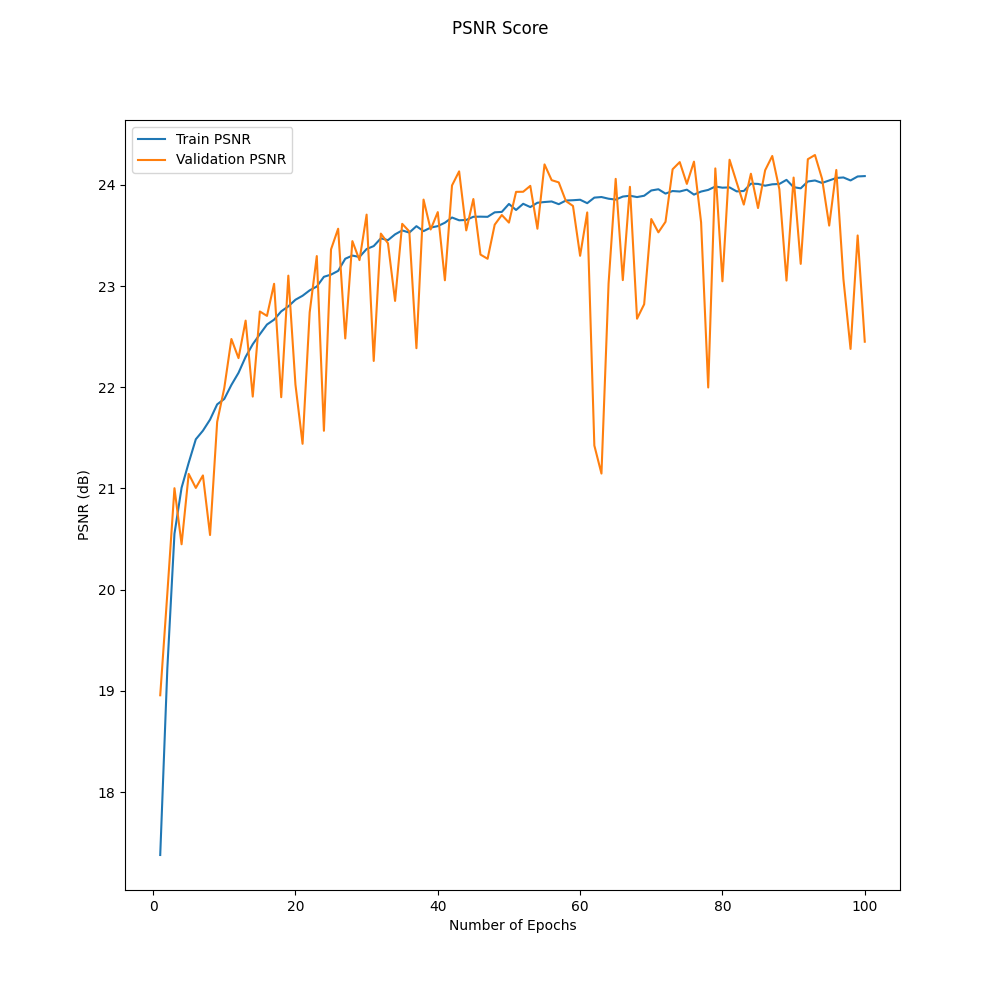 PSNR Score
Train PSNR
Validation PSNR
PSNR (dB)
24
23
22
21
20
19
18
0 20 40 60 80 100
Number of Epochs